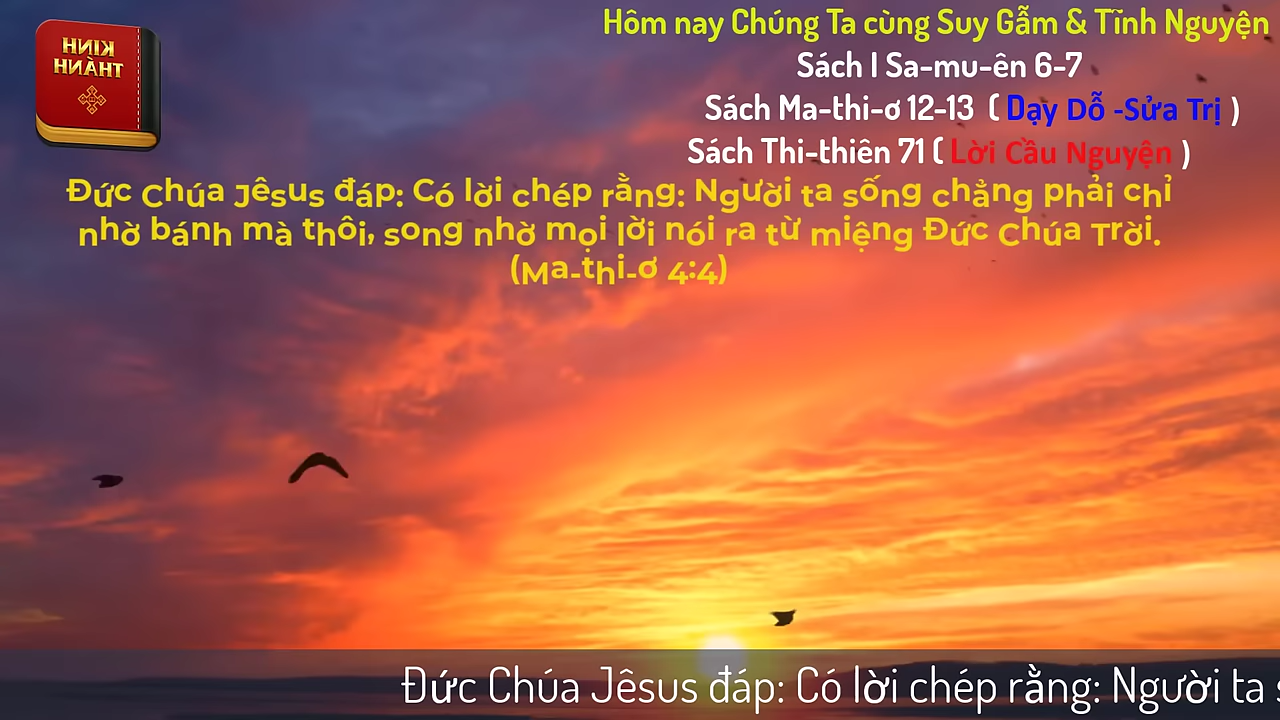 KINH
THÀNH
Hôm nay Chúng Ta cùng Suy Gẫm & Tĩnh Nguyện
Sách I Sa-mu-ên 6-7
Sách Ma-thi-ơ 12-13 ( Dạy Dỗ -Sửa Trị )
Sách Thi-thiên 71 ( Lời Cầu Nguyện )
Đức Chúa Jêsus đáp: Có lời chép rằng: Người ta sống chẳng phải chỉ
nhờ bánh mà thôi, song nhờ mọi lời nói ra từ miệng Đức Chúa Trời.
(Ma-thi-ơ 4:4)
Đức Chúa Jêsus đáp: Có lời chép rằng: Người ta